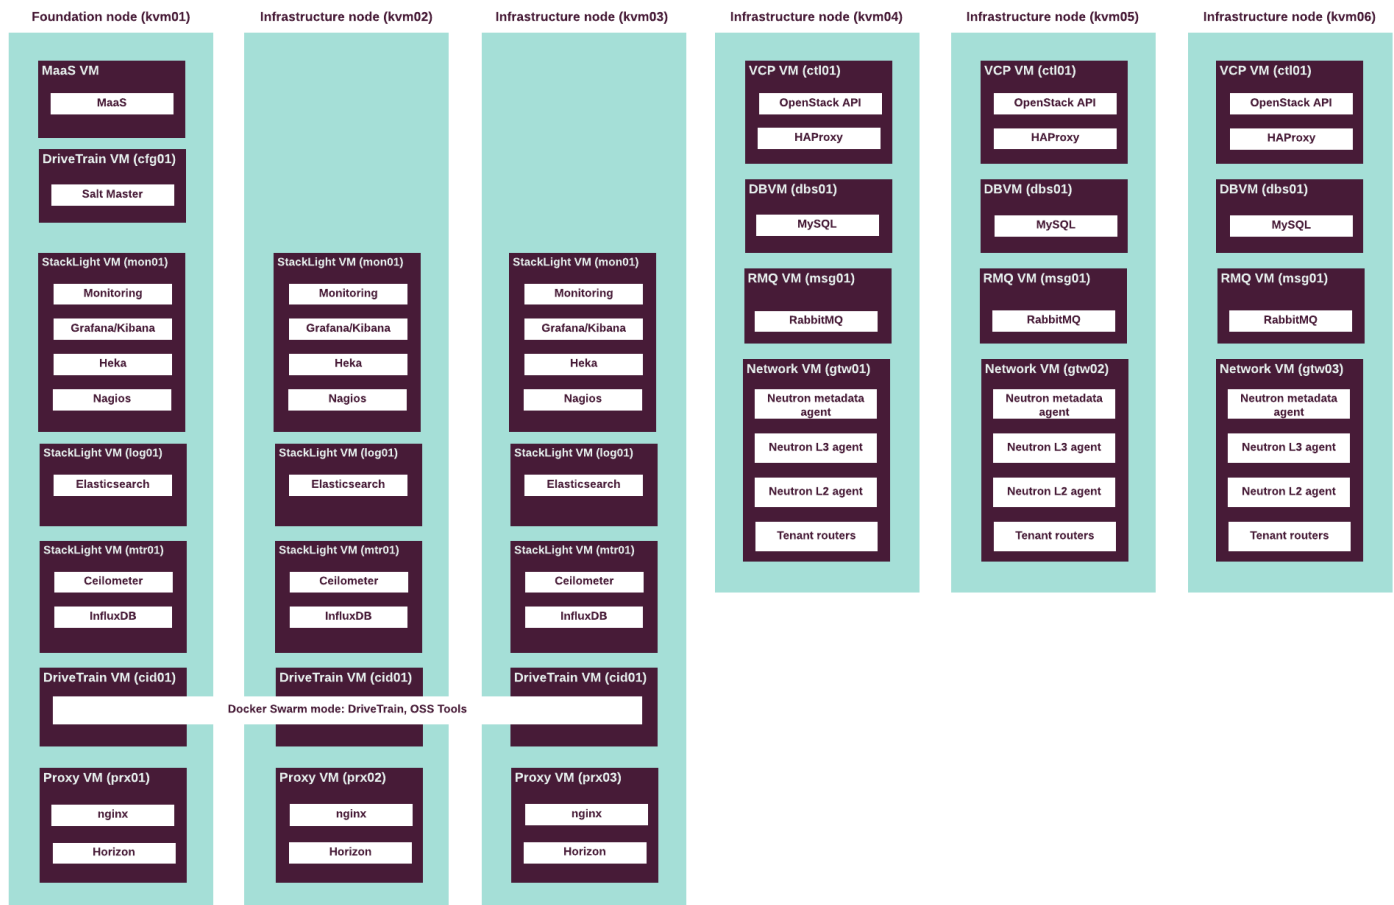 Foundation node (kvm01)
MaaS VM
MaaS
DriveTrain VM (cfg01)
Salt Master
StackLight VM (mon01)
Monitoring
Grafana/Kibana
Heka
Nagios
StackLight VM (log01)
Elasticsearch
StackLight VM (mtr01)
Ceilometer
InfluxDB
DriveTrain VM (cid01)
Docker Swarm mode: DriveTrain, OSS Tools
Proxy VM (prx01)
nginx
Horizon
Infrastructure node (kvm02)
StackLight VM (mon01)
Monitoring
Grafana/Kibana
Heka
Nagios
StackLight VM (log01)
Elasticsearch
StackLight VM (mtr01)
Ceilometer
InfluxDB
DriveTrain VM (cid01)
Proxy VM (prx02)
nginx
Horizon
Infrastructure node (kvm03)
StackLight VM (mon01)
Monitoring
Grafana/Kibana
Heka
Nagios
StackLight VM (log01)
Elasticsearch
StackLight VM (mtr01)
Ceilometer
InfluxDB
DriveTrain VM (cid01)
Proxy VM (prx03)
nginx
Horizon
Infrastructure node (kvm04)
VCP VM (ctl01)
OpenStack API
HAProxy
DBVM (dbs01)
MySQL
RMQ VM (msg01)
RabbitMQ
Network VM (gtw01)
Neutron metadata
agent
Neutron L3 agent
Neutron L2 agent
Tenant routers
Infrastructure node (kvm05)
VCP VM (ctl01)
OpenStack API
HAProxy
DBVM (dbs01)
MySQL
RMQ VM (msg01)
RabbitMQ
Network VM (gtw02)
Neutron metadata
agent
Neutron L3 agent
Neutron L2 agent
Tenant routers
Infrastructure node (kvm06)
VCP VM (ctl01)
OpenStack API
HAProxy
DBVM (dbs01)
MySQL
RMQ VM (msg01)
RabbitMQ
Network VM (gtw03)
Neutron metadata
agent
Neutron L3 agent
Neutron L2 agent
Tenant routers